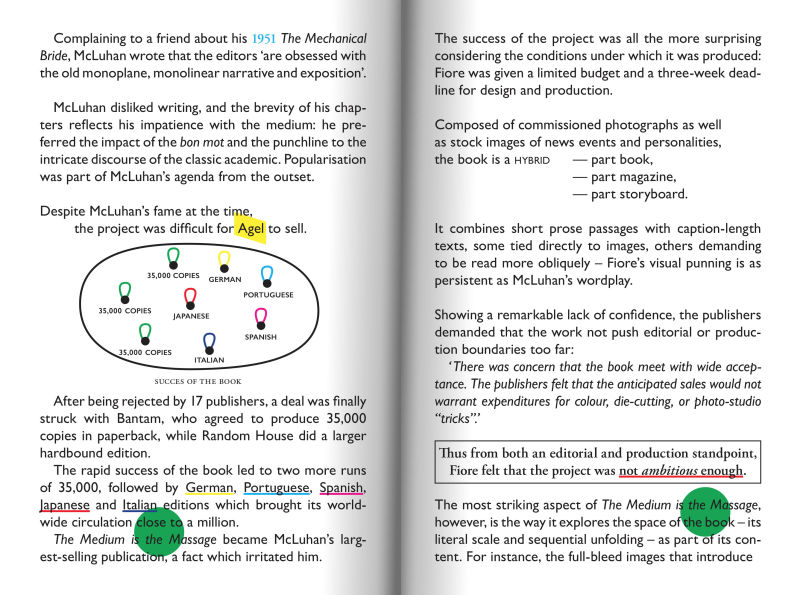 Complaining to a friend about his 1951 The Mechanical
Bride, McLuhan wrote that the editors ‘are obsessed with
the old monoplane, monolinear narrative and exposition’.
McLuhan disliked writing, and the brevity of his chap-
ters reflects his impatience with the medium: he pre-
ferred the impact of the bon mot and the punchline to the
intricate discourse of the classic academic. Popularisation
was part of McLuhan’s agenda from the outset.
Despite McLuhan’s fame at the time,
the project was difficult for Agel to sell.
35,000 COPIES
GERMAN
PORTUGUESE
35,000 COPIES
JAPANESE
SPANISH
35,000 COPIES
ITALIAN
SUCCES OF THE BOOK
After being rejected by 17 publishers, a deal was finally
struck with Bantam, who agreed to produce 35,000
copies in paperback, while Random House did a larger
hardbound edition.
The rapid success of the book led to two more runs
of 35,000, followed by German, Portuguese, Spanish,
Japanese and Italian editions which brought its world-
wide circulation close to a million.
The Medium is the Massage became McLuhan’s larg-
est-selling publication, a fact which irritated him.
The success of the project was all the more surprising
considering the conditions under which it was produced:
Fiore was given a limited budget and a three-week dead-
line for design and production.
Composed of commissioned photographs as well
as stock images of news events and personalities,
the book is a HYBRID — part book,
— part magazine,
— part storyboard.
It combines short prose passages with caption-length
texts, some tied directly to images, others demanding
to be read more obliquely – Fiore’s visual punning is as
persistent as McLuhan’s wordplay.
Showing a remarkable lack of confidence, the publishers
demanded that the work not push editorial or produc-
tion boundaries too far:
‘There was concern that the book meet with wide accep-
tance. The publishers felt that the anticipated sales would not
warrant expenditures for colour, die-cutting, or photo-studio
“tricks”.’
Thus from both an editorial and production standpoint,
Fiore felt that the project was not ambitious enough.
The most striking aspect of The Medium is the Massage,
however, is the way it explores the space of the book – its
literal scale and sequential unfolding – as part of its con-
tent. For instance, the full-bleed images that introduce